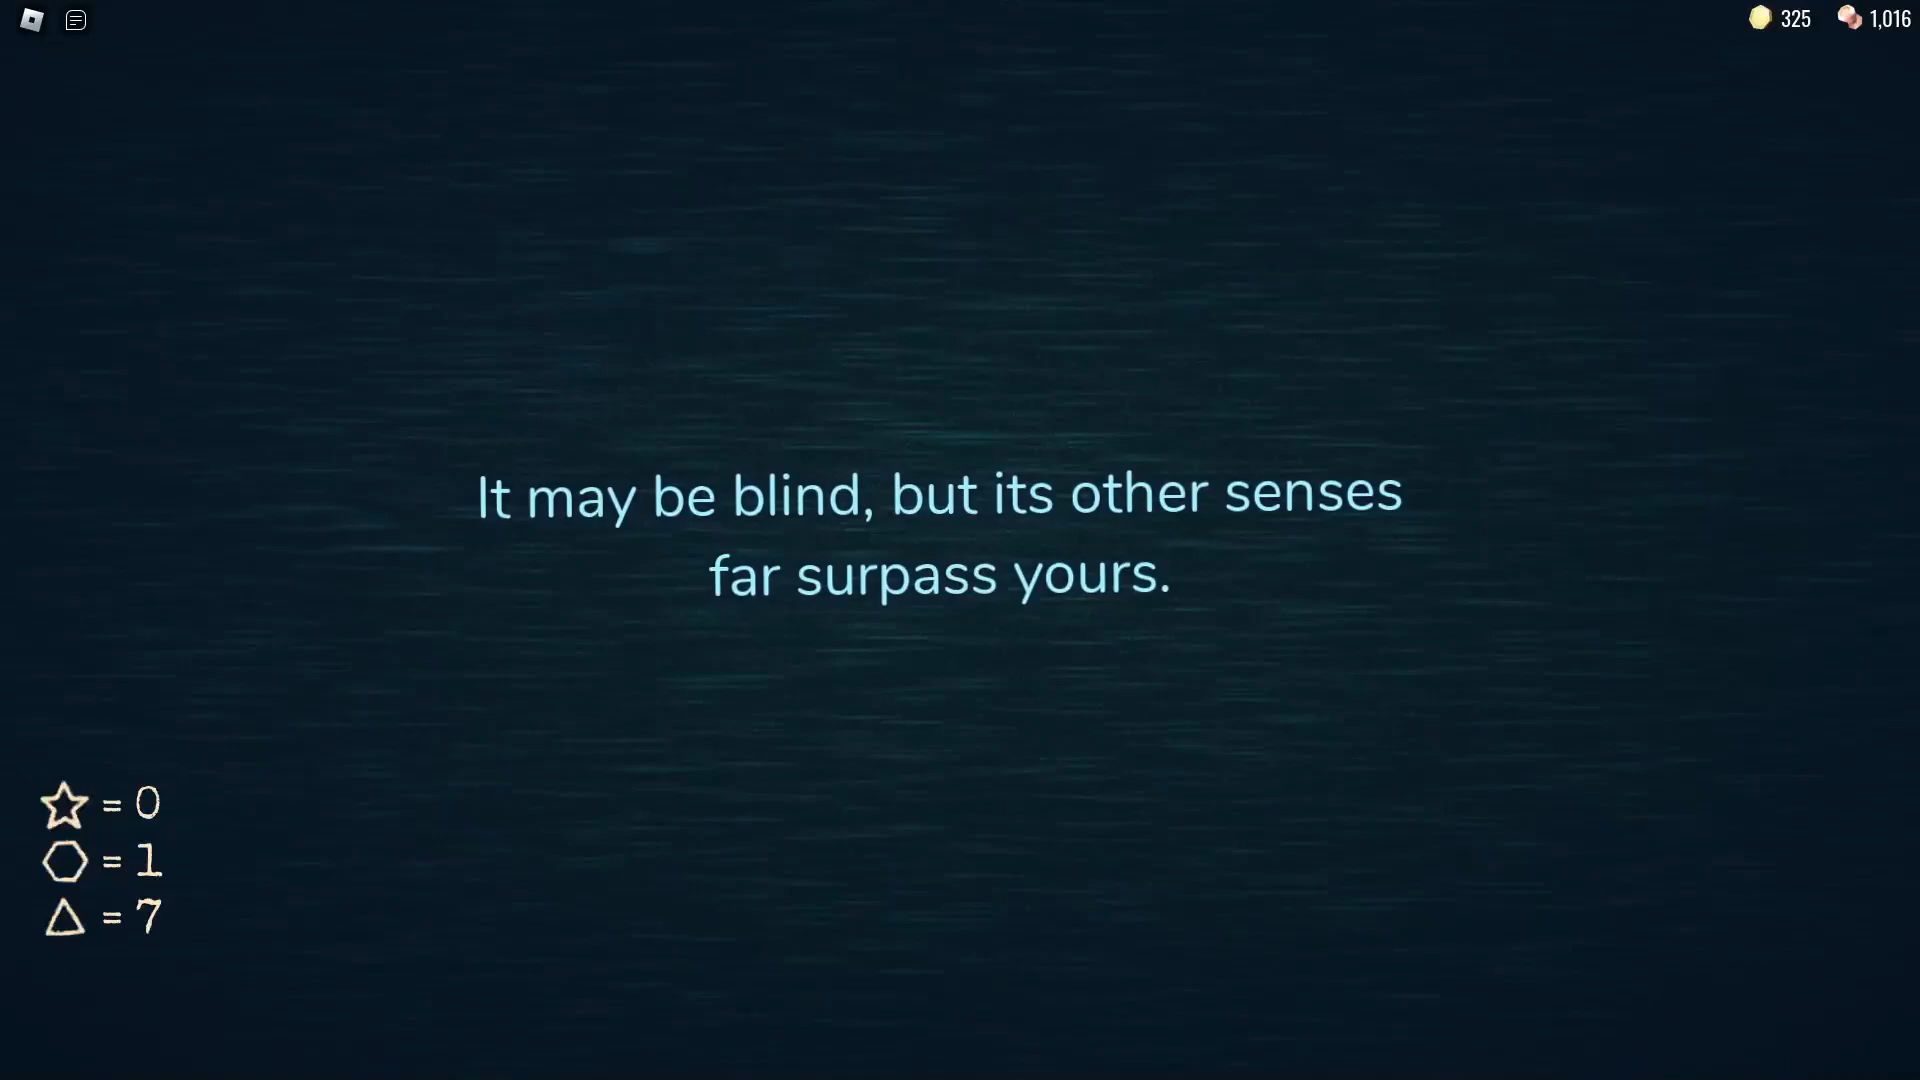 325 1,016
It may be blind, but its other senses
far surpass yours.
= 0
= 1
= 7